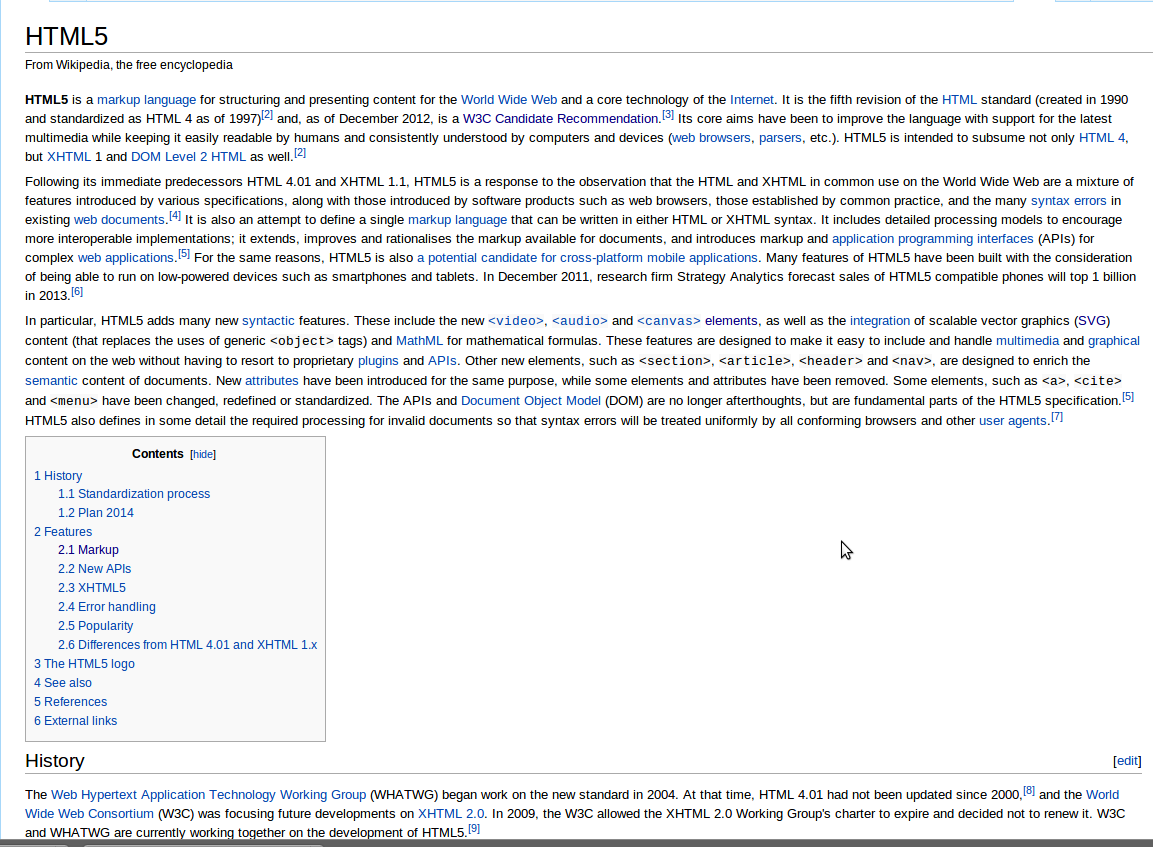 HTML5
From Wikipedia, the free encyclopedia
HTML5 is a markup language for structuring and presenting content for the World Wide Web and a core technology of the Internet. It is the fifth revision of the HTML standard (created in 1990
and standardized as HTML 4 as of 1997)[2] and, as of December 2012, is a W3C Candidate Recommendation.[3] Its core aims have been to improve the language with support for the latest
multimedia while keeping it easily readable by humans and consistently understood by computers and devices (web browsers, parsers, etc.). HTML5 is intended to subsume not only HTML 4,
but XHTML 1 and DOM Level 2 HTML as well.[2]
Following its immediate predecessors HTML 4.01 and XHTML 1.1, HTML5 is a response to the observation that the HTML and XHTML in common use on the World Wide Web are a mixture of
features introduced by various specifications, along with those introduced by software products such as web browsers, those established by common practice, and the many syntax errors in
existing web documents.[4] It is also an attempt to define a single markup language that can be written in either HTML or XHTML syntax. It includes detailed processing models to encourage
more interoperable implementations; it extends, improves and rationalises the markup available for documents, and introduces markup and application programming interfaces (APIs) for
complex web applications.[5] For the same reasons, HTML5 is also a potential candidate for cross-platform mobile applications. Many features of HTML5 have been built with the consideration
of being able to run on low-powered devices such as smartphones and tablets. In December 2011, research firm Strategy Analytics forecast sales of HTML5 compatible phones will top 1 billion
in 2013.[6]
In particular, HTML5 adds many new syntactic features. These include the new <video>, <audio> and <canvas> elements, as well as the integration of scalable vector graphics (SVG)
content (that replaces the uses of generic <object> tags) and MathML for mathematical formulas. These features are designed to make it easy to include and handle multimedia and graphical
content on the web without having to resort to proprietary plugins and APIs. Other new elements, such as <section>, <article>, <header> and <nav>, are designed to enrich the
semantic content of documents. New attributes have been introduced for the same purpose, while some elements and attributes have been removed. Some elements, such as <a>, <cite>
and <menu> have been changed, redefined or standardized. The APIs and Document Object Model (DOM) are no longer afterthoughts, but are fundamental parts of the HTML5 specification.[5]
HTML5 also defines in some detail the required processing for invalid documents so that syntax errors will be treated uniformly by all conforming browsers and other user agents.[7]
Contents [hide]
1 History
1.1 Standardization process
1.2 Plan 2014
2 Features
2.1 Markup
2.2 New APIs
2.3 XHTML5
2.4 Error handling
2.5 Popularity
2.6 Differences from HTML 4.01 and XHTML 1.x
3 The HTML5 logo
4 See also
5 References
6 External links
History [edit]
The Web Hypertext Application Technology Working Group (WHATWG) began work on the new standard in 2004. At that time, HTML 4.01 had not been updated since 2000,[8] and the World
Wide Web Consortium (W3C) was focusing future developments on XHTML 2.0. In 2009, the W3C allowed the XHTML 2.0 Working Group's charter to expire and decided not to renew it. W3C
and WHATWG are currently working together on the development of HTML5.[9]